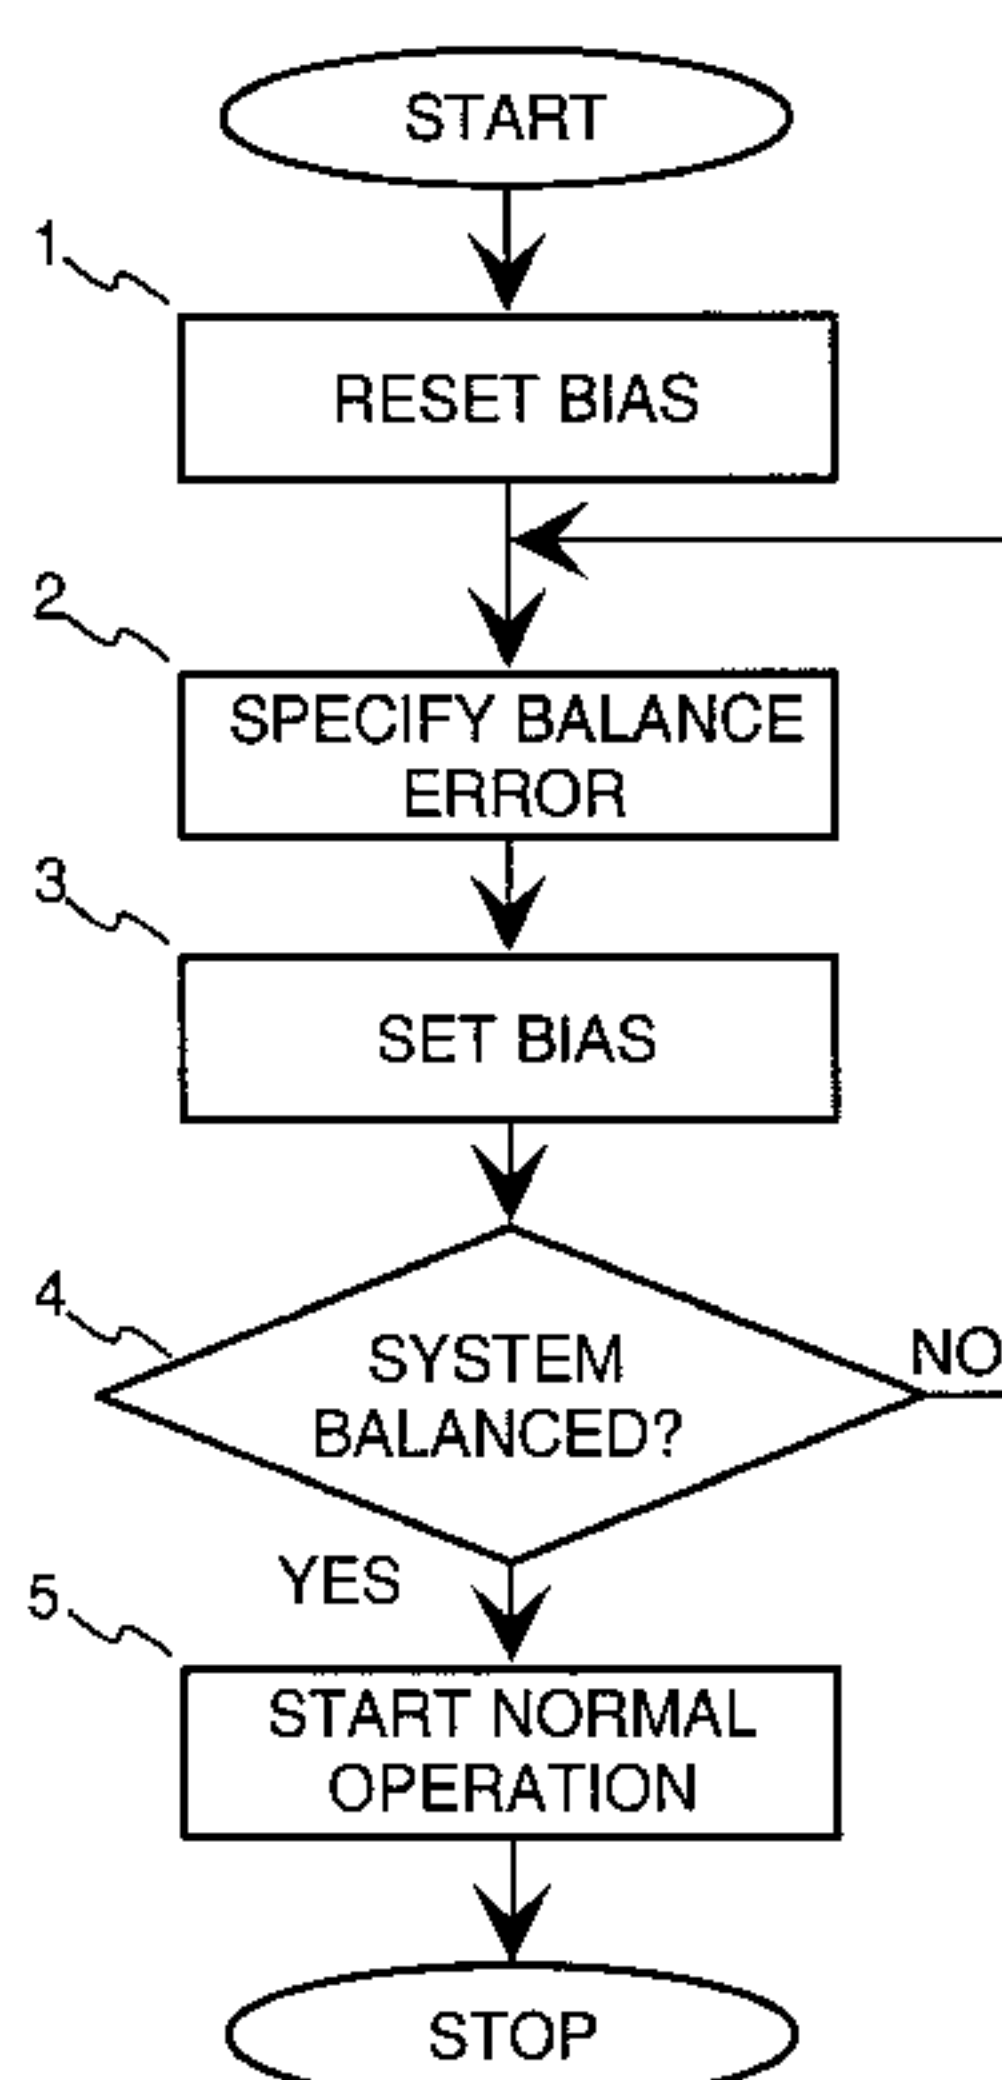 START
1
RESET BIAS
2
SPECIFY BALANCE
ERROR
3
SET BIAS
4
SYSTEM
BALANCED?
NO
YES
5
START NORMAL
OPERATION
STOP